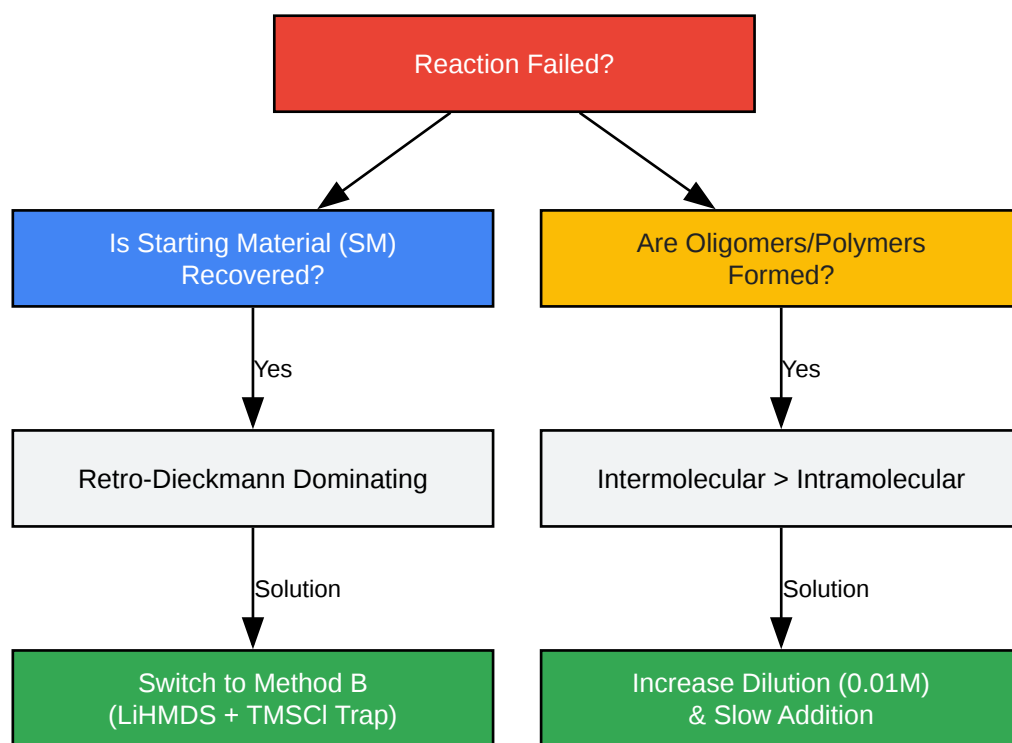 Reaction Failed?
Is Starting Material (SM)
Recovered?
Are Oligomers/Polymers
Formed?
Yes
Yes
Retro-Dieckmann Dominating
Intermolecular > Intramolecular
Solution
Solution
Switch to Method B
(LiHMDS + TMSCl Trap)
Increase Dilution (0.01M)
& Slow Addition